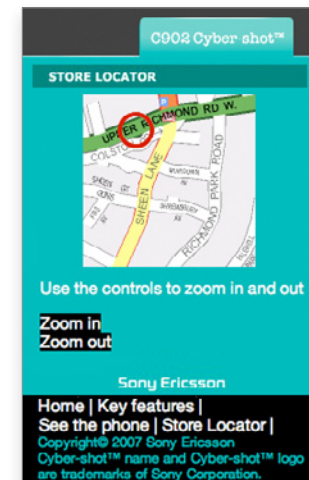 C902 Cyber-shot™
STORE LOCATOR
UPPER RICHMOND RD W.
SHEEN LANE
RICHMOND PARK ROAD
Use the controls to zoom in and out
Zoom in
Zoom out
Sony Ericsson
Home | Key features |
See the phone | Store Locator |
Copyright© 2007 Sony Ericsson
Cyber-shot™ name and Cyber-shot™ logo
are trademarks of Sony Corporation.